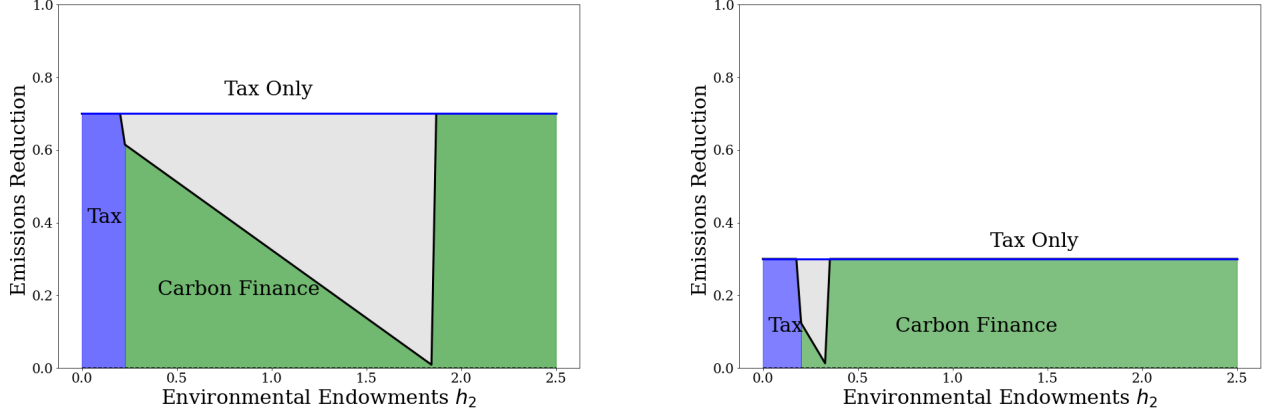 1.0
0.8
0.6
0.4
0.2
0.0
Emissions Reduction
Tax Only
Tax
Carbon Finance
0.0 0.5 1.0 1.5 2.0 2.5
Environmental Endowments h₂
1.0
0.8
0.6
0.4
0.2
0.0
Emissions Reduction
Tax Only
Tax
Carbon Finance
0.0 0.5 1.0 1.5 2.0 2.5
Environmental Endowments h₂